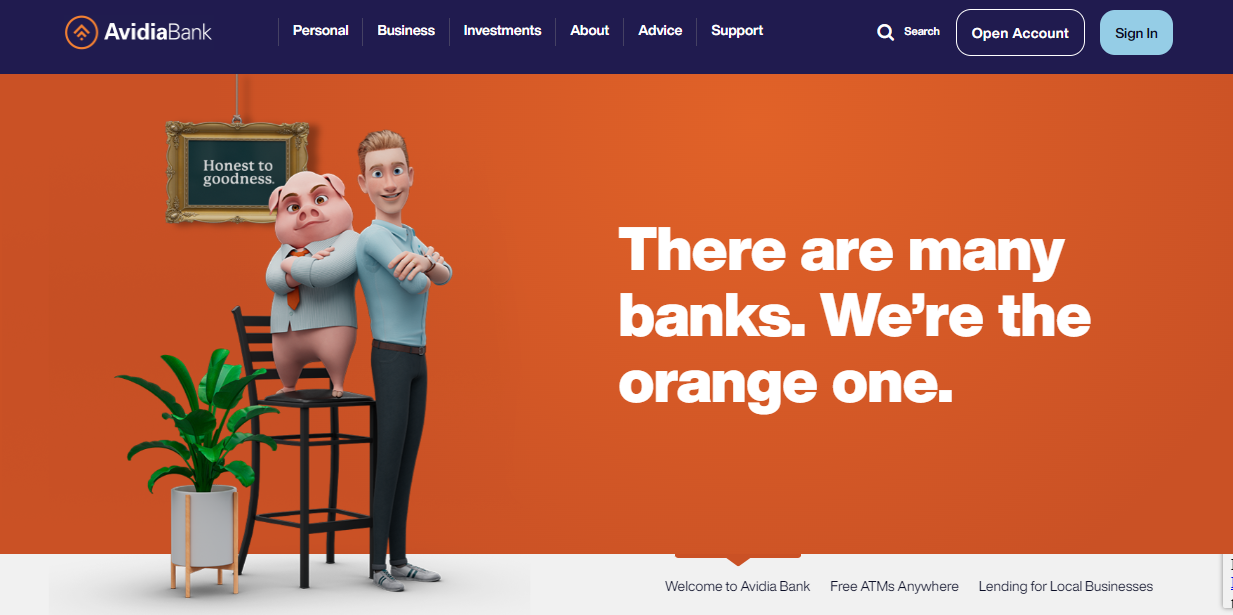 AvidiaBank
Personal
Business
Investments
About
Advice
Support
Search
Open Account
Sign In
Honest to
goodness.
There are many
banks. We’re the
orange one.
Welcome to Avidia Bank
Free ATMs Anywhere
Lending for Local Businesses